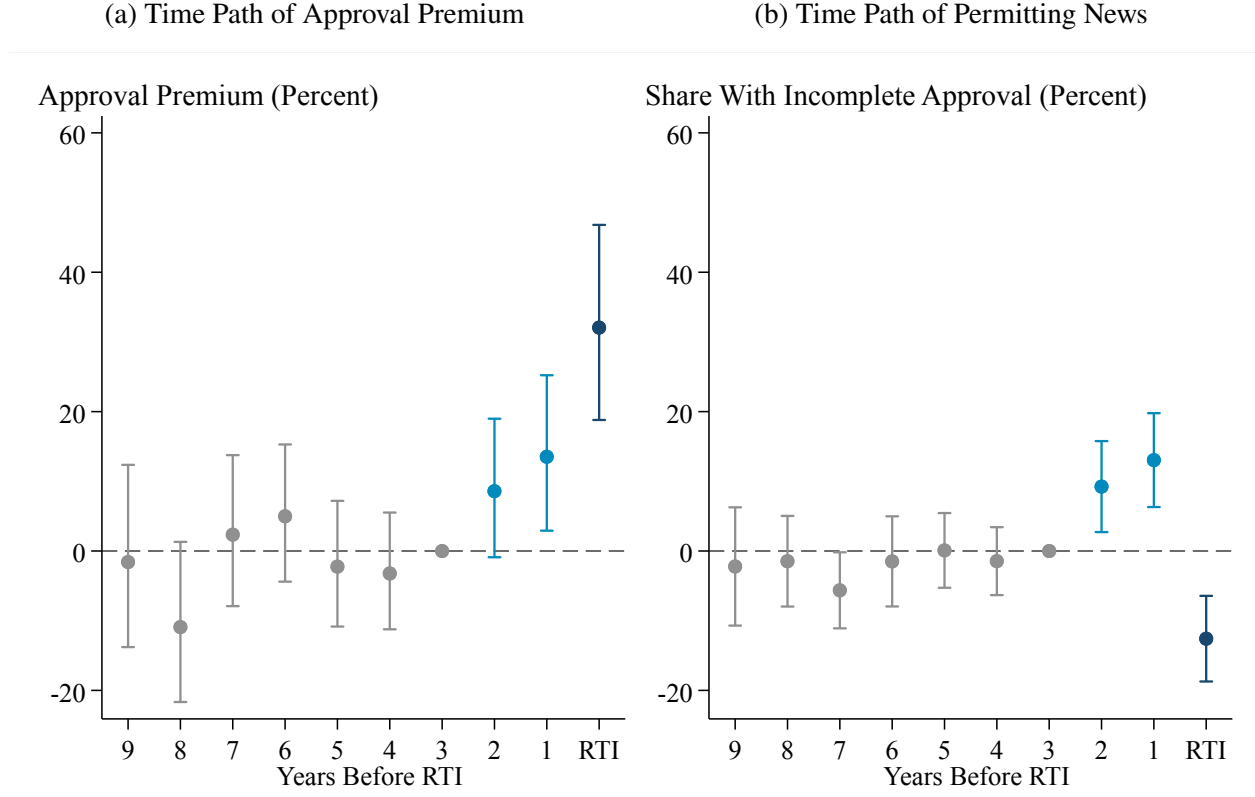 (a) Time Path of Approval Premium
(b) Time Path of Permitting News
Approval Premium (Percent)
60
40
20
0
-20
9 8 7 6 5 4 3 2 1 RTI
Years Before RTI
Share With Incomplete Approval (Percent)
60
40
20
0
-20
9 8 7 6 5 4 3 2 1 RTI
Years Before RTI